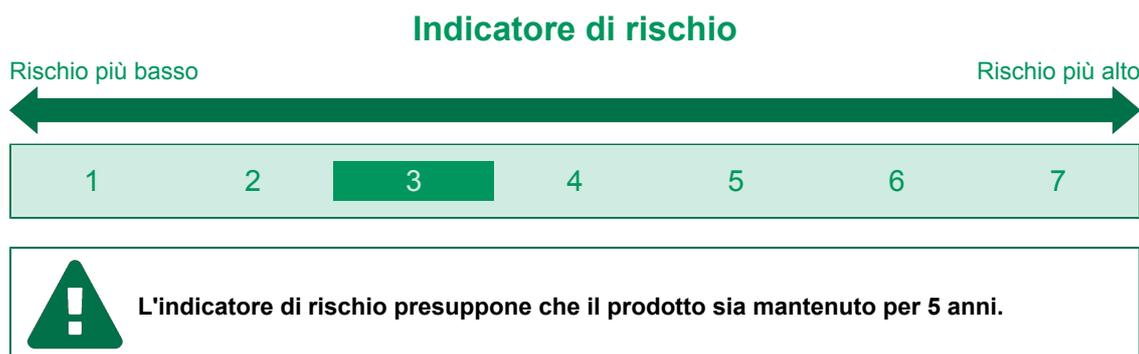 Indicatore di rischio
Rischio più basso Rischio più alto
1 2 3 4 5 6 7
L'indicatore di rischio presuppone che il prodotto sia mantenuto per 5 anni.